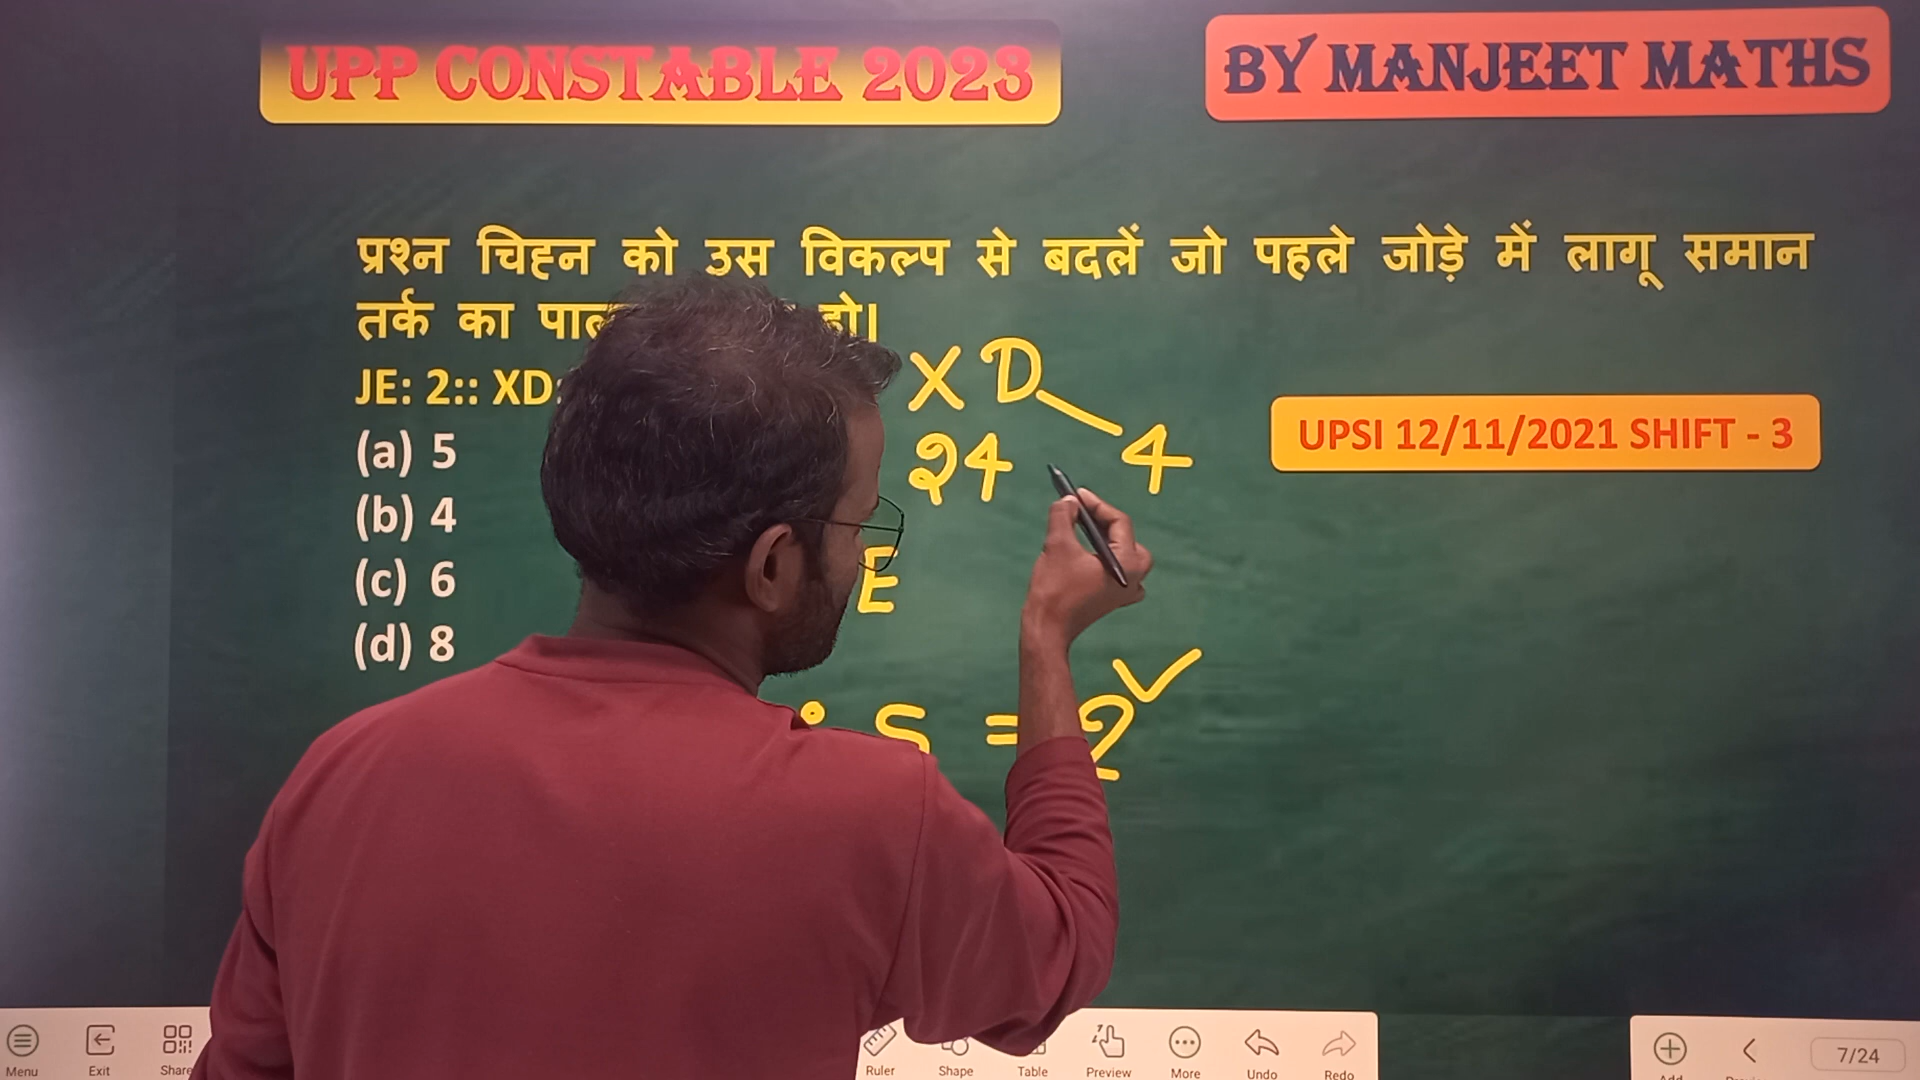 UPP CONSTABLE 2023
BY MANJEET MATHS
प्रश्न चिह्न को उस विकल्प से बदलें जो पहले जोड़े में लागू समान
तर्क का हो।
JE: 2:: XD:
(a) 5
(b) 4
(c) 6
(d) 8
UPSI 12/11/2021 SHIFT - 3
X D
24 4
E
÷ 5 = 2 ✓
Menu
Exit
Share
Ruler
Shape
Table
Preview
More
Undo
Redo
7/24